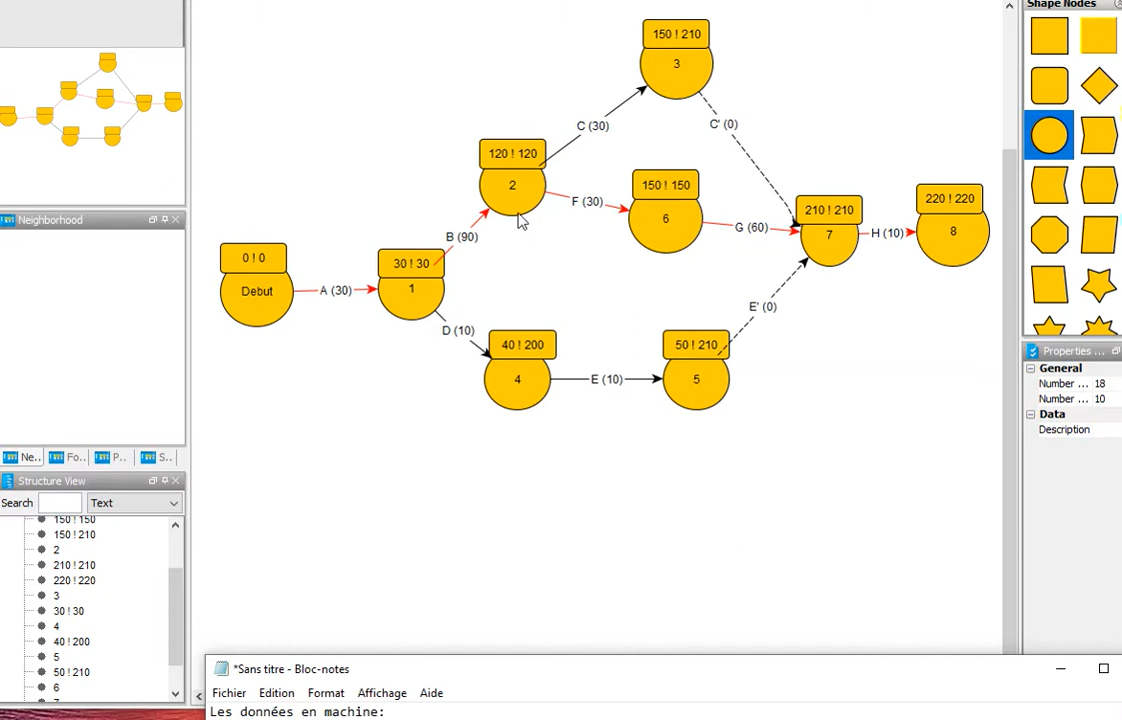 Shape Nodes
150 ! 210
3
C (30)
C' (0)
120 ! 120
2
F (30)
150 ! 150
6
G (60)
210 ! 210
7
H (10)
220 ! 220
8
B (90)
0 ! 0
Debut
A (30)
30 ! 30
1
D (10)
40 ! 200
4
E (10)
50 ! 210
5
E' (0)
Neighborhood
Ne...
Fo...
P...
S..
Structure View
Search
Text
150 ! 150
150 ! 210
2
210 ! 210
220 ! 220
3
30 ! 30
4
40 ! 200
5
50 ! 210
6
Properties ...
General
Number ... 18
Number ... 10
Data
Description
*Sans titre - Bloc-notes
Fichier Edition Format Affichage Aide
Les données en machine: